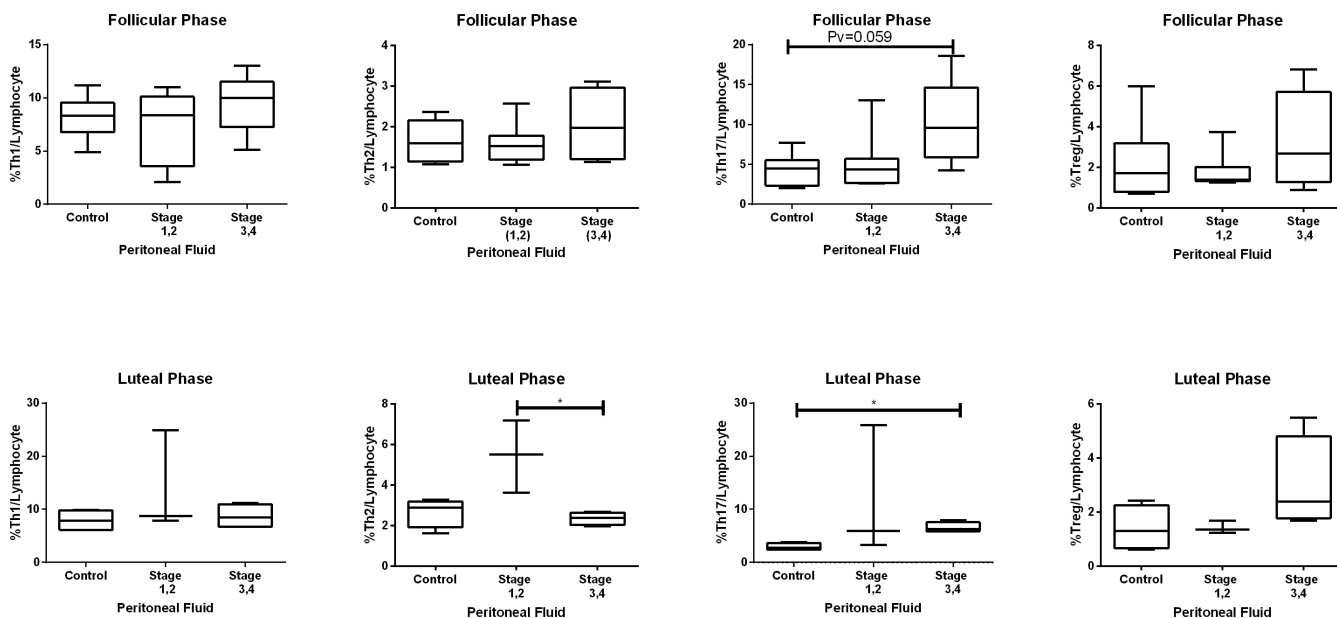 Follicular Phase
%Th1/Lymphocyte
15
10
5
0
Control
Stage
1,2
Stage
3,4
Peritoneal Fluid
Follicular Phase
%Th2/Lymphocyte
4
3
2
1
0
Control
Stage
(1,2)
Stage
(3,4)
Peritoneal Fluid
Follicular Phase
Pv=0.059
%Th17/Lymphocyte
20
15
10
5
0
Control
Stage
1,2
Stage
3,4
Peritoneal Fluid
Follicular Phase
%Treg/Lymphocyte
8
6
4
2
0
Control
Stage
1,2
Stage
3,4
Peritoneal Fluid
Luteal Phase
%Th1/Lymphocyte
30
20
10
0
Control
Stage
1,2
Stage
3,4
Peritoneal Fluid
Luteal Phase
*
%Th2/Lymphocyte
8
6
4
2
0
Control
Stage
1,2
Stage
3,4
Peritoneal Fluid
Luteal Phase
*
%Th17/Lymphocyte
30
20
10
0
Control
Stage
1,2
Stage
3,4
Peritoneal Fluid
Luteal Phase
%Treg/Lymphocyte
6
4
2
0
Control
Stage
1,2
Stage
3,4
Peritoneal Fluid